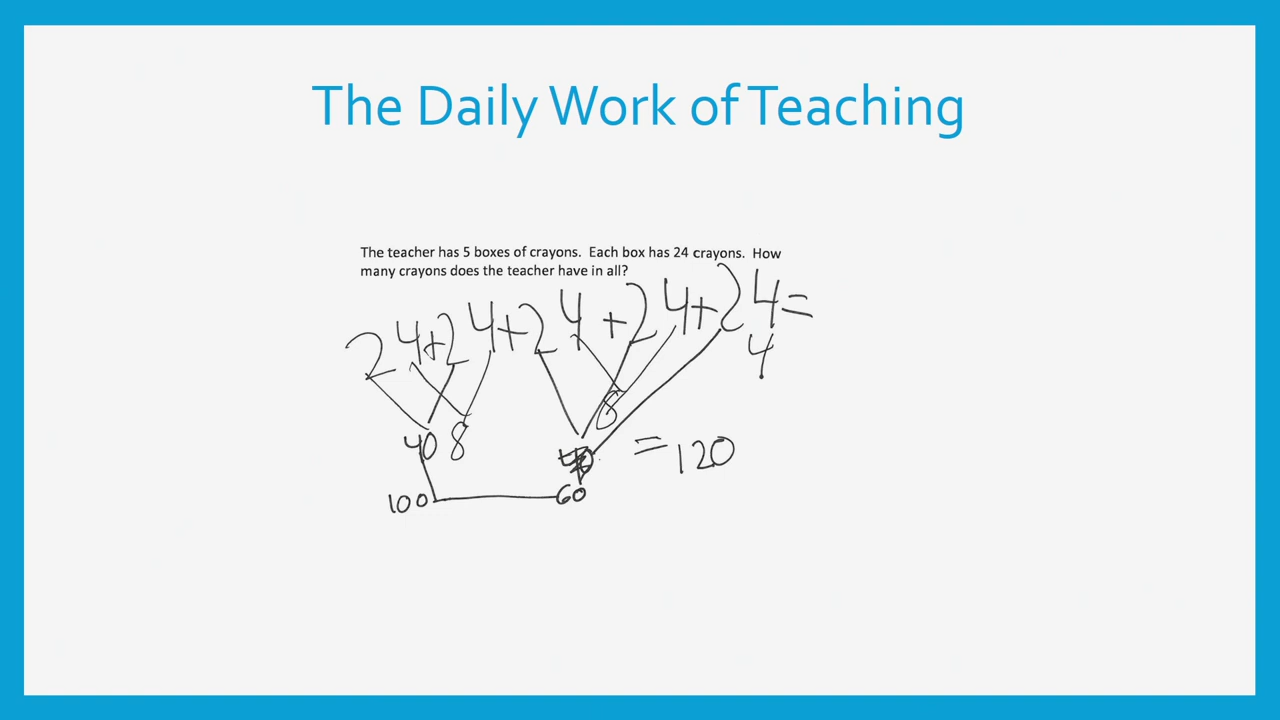 The Daily Work of Teaching
The teacher has 5 boxes of crayons. Each box has 24 crayons. How
many crayons does the teacher have in all?
24+24+24+24+24=
4
8
40 8
= 120
100 60